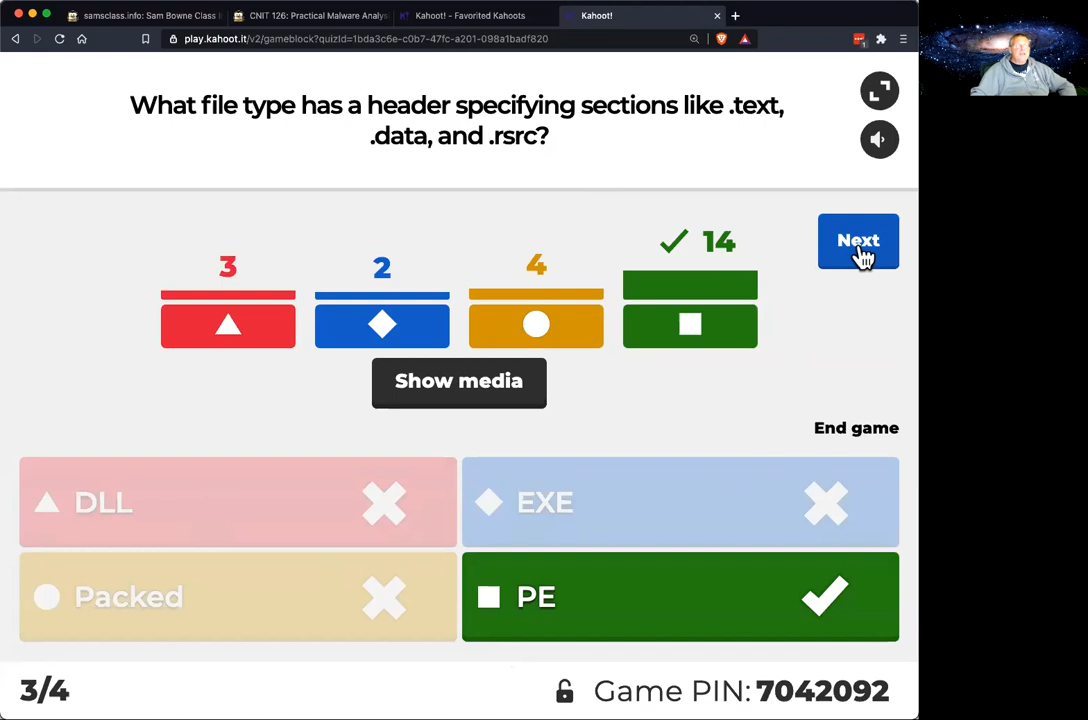 samsclass.info: Sam Bowne Class I
CNIT 126: Practical Malware Analys
K! Kahoot! - Favorited Kahoots
Kahoot!
play.kahoot.it/v2/gameblock?quizId=1bda3c6e-c0b7-47fc-a201-098a1badf820
1
What file type has a header specifying sections like .text,
.data, and .rsrc?
3
2
4
14
Next
Show media
End game
DLL
EXE
Packed
PE
3/4
Game PIN: 7042092